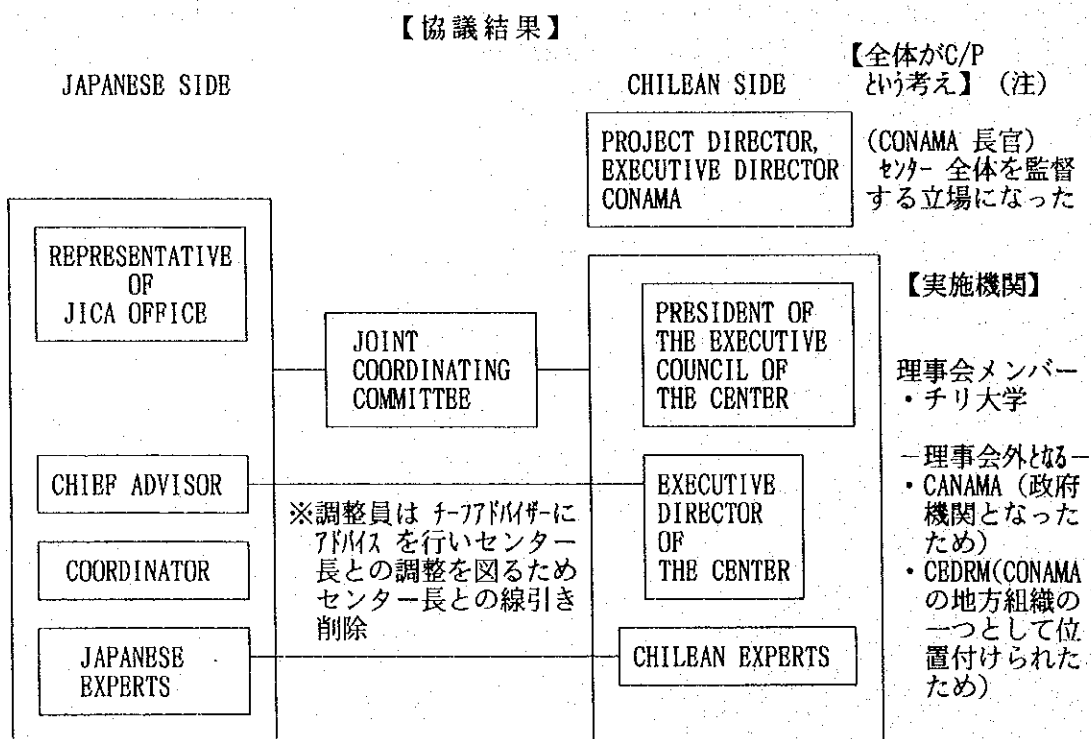 【協議結果】
JAPANESE SIDE
CHILEAN SIDE
【全体がC/P
という考え】（注）
PROJECT DIRECTOR,
EXECUTIVE DIRECTOR
CONAMA
(CONAMA 長官)
センター 全体を監督
する立場になった
REPRESENTATIVE
OF
JICA OFFICE
JOINT
COORDINATING
COMMITTEE
PRESIDENT OF
THE EXECUTIVE
COUNCIL OF
THE CENTER
【実施機関】
理事会メンバー
・チリ大学
－理事会外となる－
・CANAMA（政府
機関となった
ため）
・CEDRM(CONAMA
の地方組織の
一つとして位
置付けられた
ため）
CHIEF ADVISOR
EXECUTIVE
DIRECTOR
OF
THE CENTER
※調整員は チーフアドバイザーに
アドバイス を行いセンター
長との調整を図るため
センター長との線引き
削除
COORDINATOR
JAPANESE
EXPERTS
CHILEAN EXPERTS